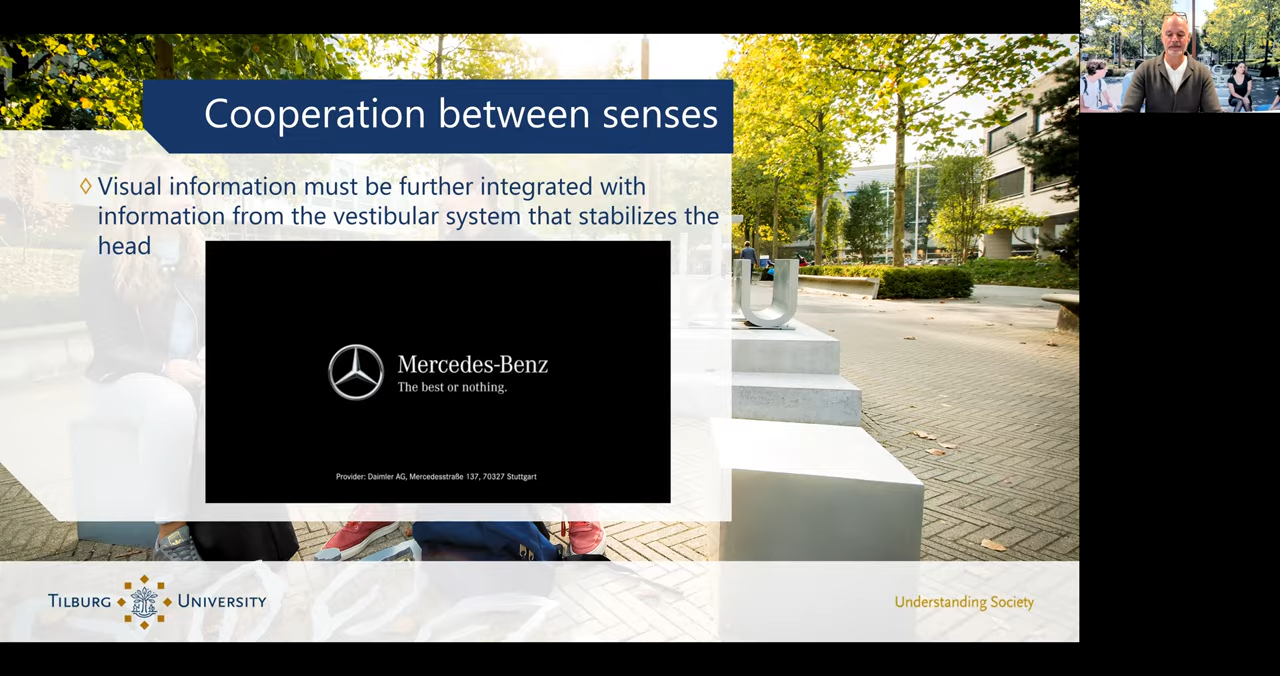 Cooperation between senses
◊ Visual information must be further integrated with
information from the vestibular system that stabilizes the
head
Mercedes-Benz
The best or nothing.
Provider: Daimler AG, Mercedesstraße 137, 70327 Stuttgart
U
TILBURG UNIVERSITY
Understanding Society